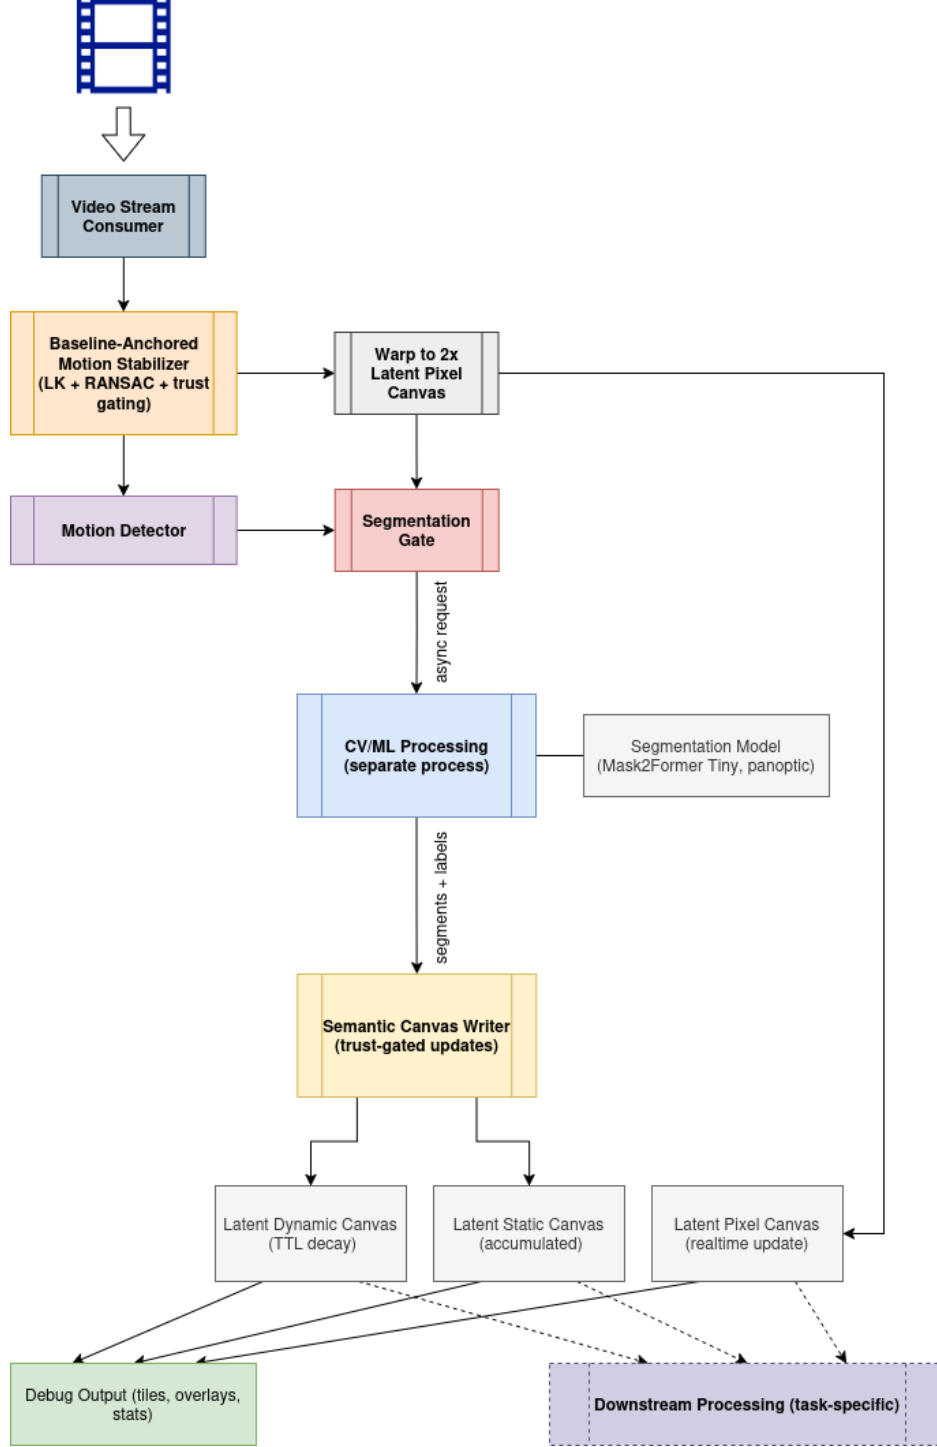 Video Stream
Consumer
Baseline-Anchored
Motion Stabilizer
(LK + RANSAC + trust
gating)
Warp to 2x
Latent Pixel
Canvas
Motion Detector
Segmentation
Gate
async request
CV/ML Processing
(separate process)
Segmentation Model
(Mask2Former Tiny, panoptic)
segments + labels
Semantic Canvas Writer
(trust-gated updates)
Latent Dynamic Canvas
(TTL decay)
Latent Static Canvas
(accumulated)
Latent Pixel Canvas
(realtime update)
Debug Output (tiles, overlays,
stats)
Downstream Processing (task-specific)